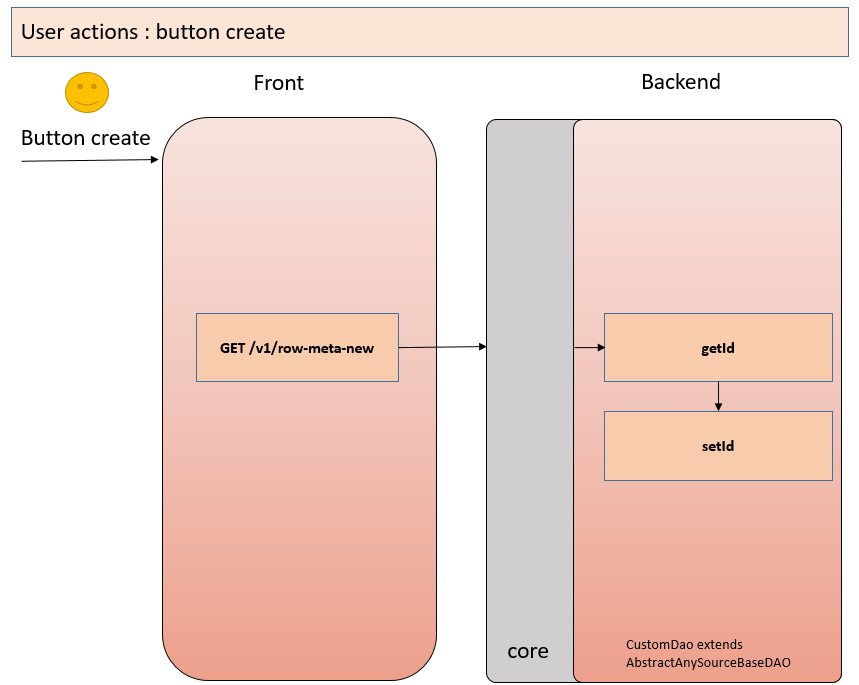 User actions : button create
Front
Backend
Button create
GET /v1/row-meta-new
getId
setId
core
CustomDao extends
AbstractAnySourceBaseDAO